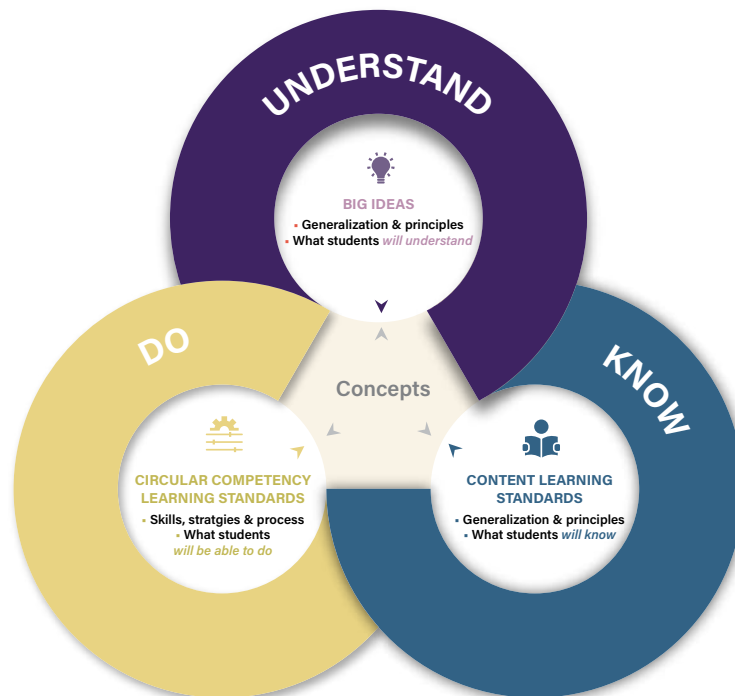 UNDERSTAND
BIG IDEAS
▪ Generalization & principles
▪ What students will understand
DO
KNOW
Concepts
CIRCULAR COMPETENCY
LEARNING STANDARDS
▪ Skills, stratgies & process
▪ What students
will be able to do
CONTENT LEARNING
STANDARDS
▪ Generalization & principles
▪ What students will know